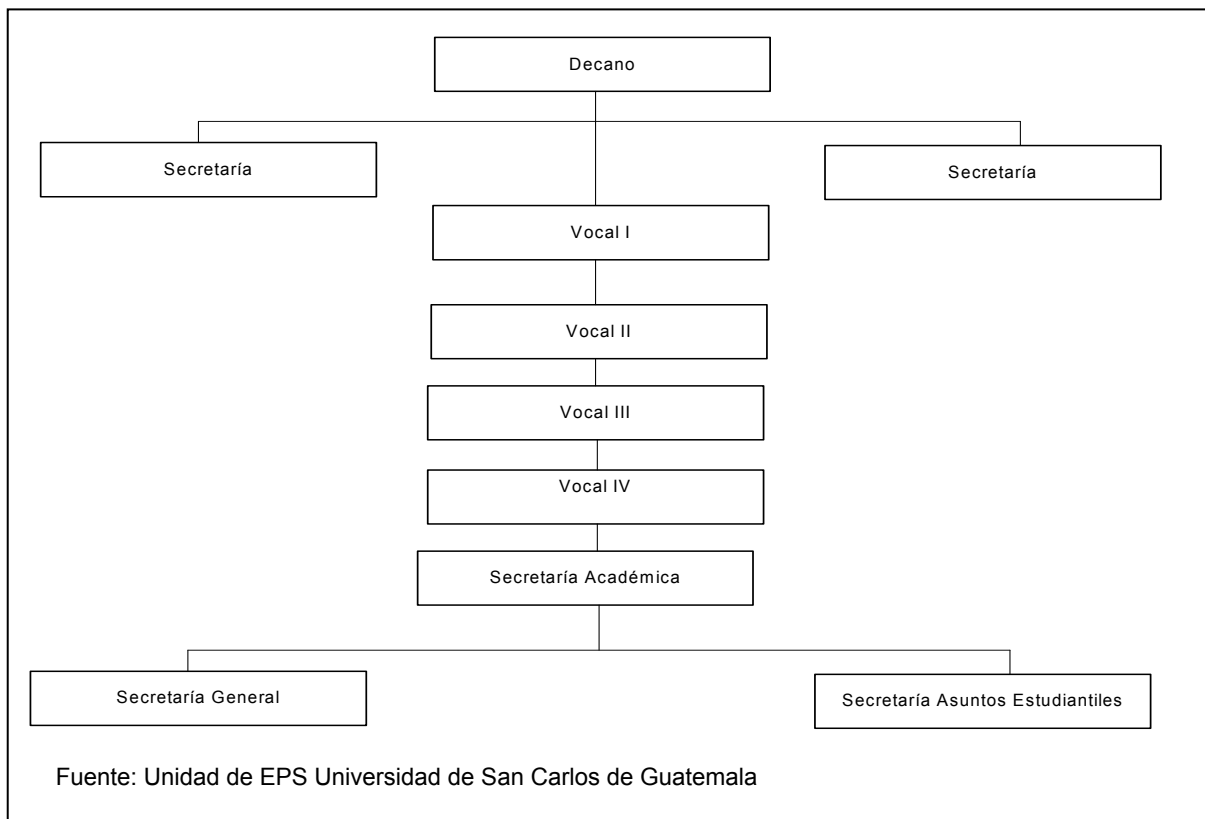 Decano
Secretaría
Secretaría
Vocal I
Vocal II
Vocal III
Vocal IV
Secretaría Académica
Secretaría General
Secretaría Asuntos Estudiantiles
Fuente: Unidad de EPS Universidad de San Carlos de Guatemala